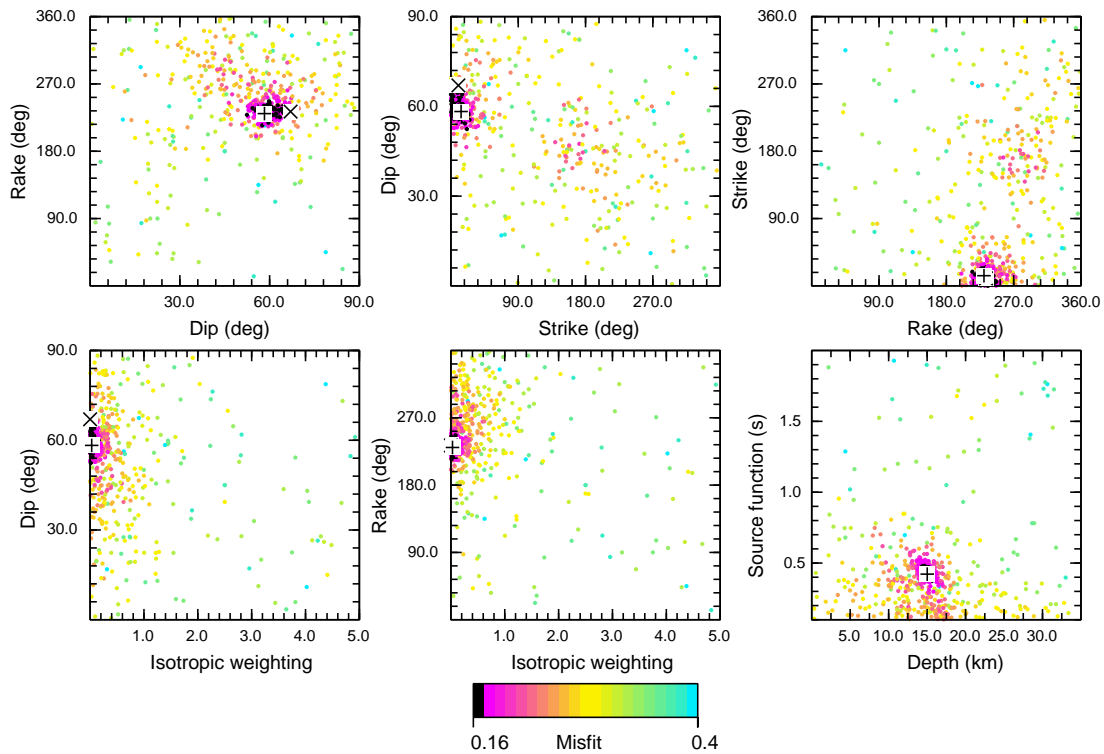 360.0
270.0
180.0
90.0
Rake (deg)
30.0 60.0 90.0
Dip (deg)
90.0
60.0
30.0
Dip (deg)
90.0 180.0 270.0
Strike (deg)
360.0
270.0
180.0
90.0
Strike (deg)
90.0 180.0 270.0 360.0
Rake (deg)
90.0
60.0
30.0
Dip (deg)
1.0 2.0 3.0 4.0 5.0
Isotropic weighting
270.0
180.0
90.0
Rake (deg)
1.0 2.0 3.0 4.0 5.0
Isotropic weighting
1.5
1.0
0.5
Source function (s)
5.0 10.0 15.0 20.0 25.0 30.0
Depth (km)
0.16 Misfit 0.4